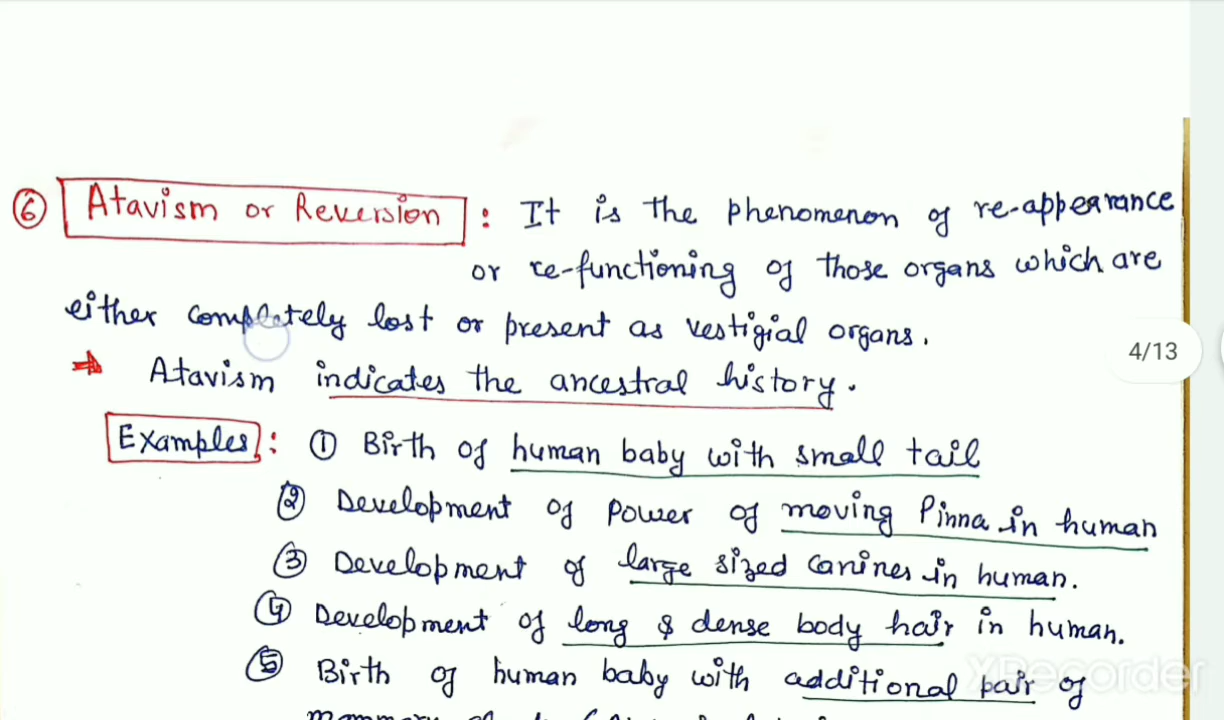 ⑥ Atavism or Reversion : It is the phenomenon of re-appearance
or re-functioning of those organs which are
either completely lost or present as vestigial organs.
→ Atavism indicates the ancestral history.
4/13
Examples : ① Birth of human baby with small tail
② Development of power of moving Pinna in human
③ Development of large sized canines in human.
④ Development of long & dense body hair in human.
⑤ Birth of human baby with additional pair of
XRecorder